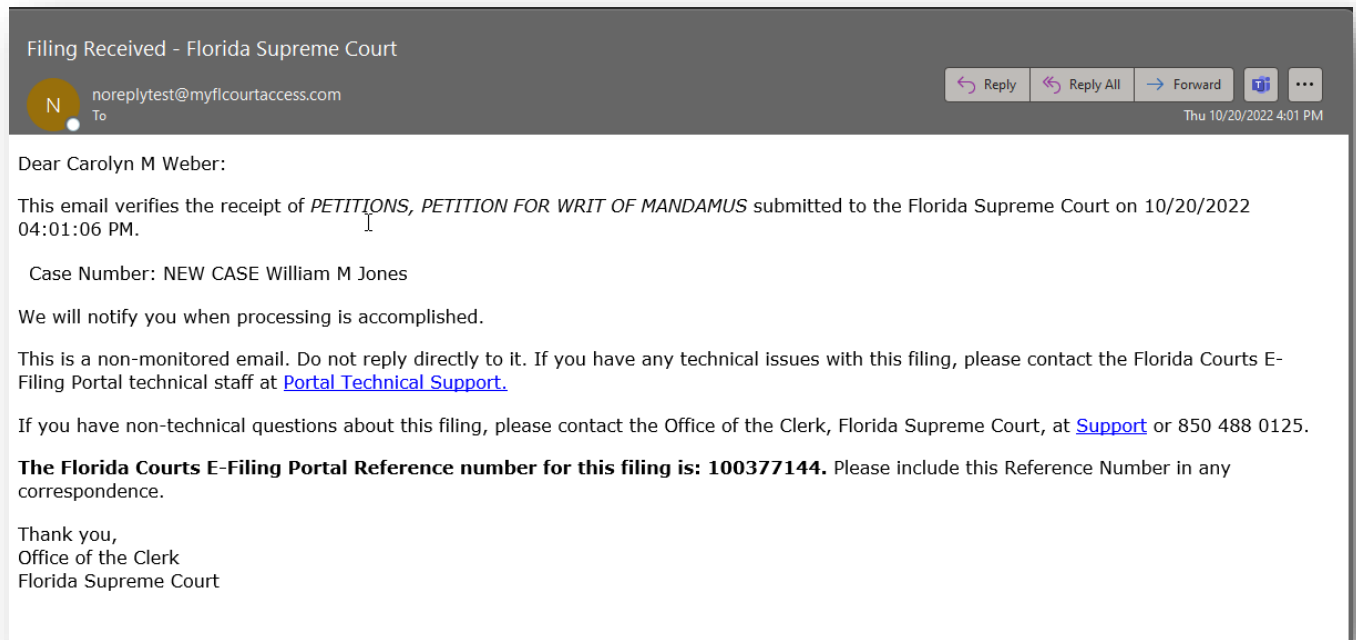 Filing Received - Florida Supreme Court
N
noreplytest@myflcourtaccess.com
To
Reply
Reply All
Forward
Thu 10/20/2022 4:01 PM
Dear Carolyn M Weber:
This email verifies the receipt of PETITIONS, PETITION FOR WRIT OF MANDAMUS submitted to the Florida Supreme Court on 10/20/2022
04:01:06 PM.
Case Number: NEW CASE William M Jones
We will notify you when processing is accomplished.
This is a non-monitored email. Do not reply directly to it. If you have any technical issues with this filing, please contact the Florida Courts E-
Filing Portal technical staff at Portal Technical Support.
If you have non-technical questions about this filing, please contact the Office of the Clerk, Florida Supreme Court, at Support or 850 488 0125.
The Florida Courts E-Filing Portal Reference number for this filing is: 100377144. Please include this Reference Number in any
correspondence.
Thank you,
Office of the Clerk
Florida Supreme Court